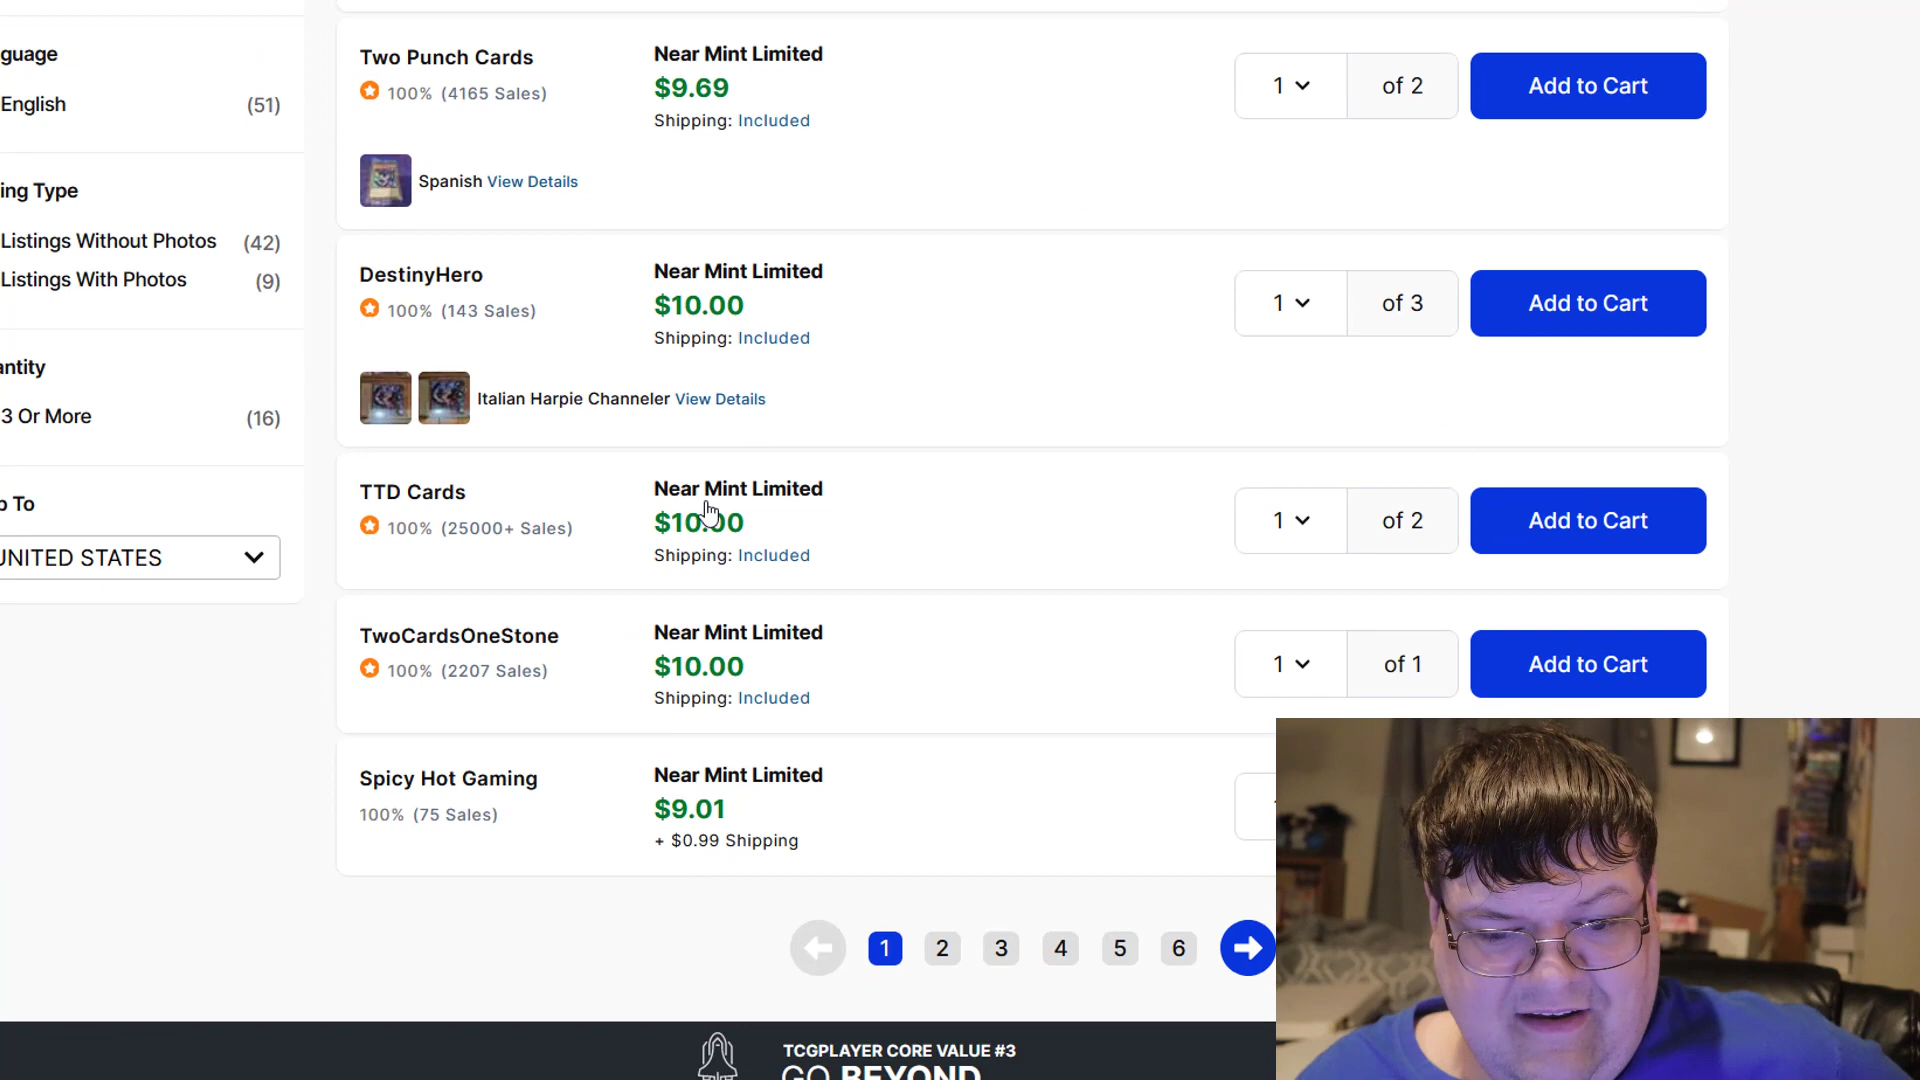 guage
English (51)
ing Type
Listings Without Photos (42)
Listings With Photos (9)
antity
3 Or More (16)
p To
UNITED STATES
Two Punch Cards
100% (4165 Sales)
Near Mint Limited
$9.69
Shipping: Included
1 of 2
Add to Cart
Spanish View Details
DestinyHero
100% (143 Sales)
Near Mint Limited
$10.00
Shipping: Included
1 of 3
Add to Cart
Italian Harpie Channeler View Details
TTD Cards
100% (25000+ Sales)
Near Mint Limited
$10.00
Shipping: Included
1 of 2
Add to Cart
TwoCardsOneStone
100% (2207 Sales)
Near Mint Limited
$10.00
Shipping: Included
1 of 1
Add to Cart
Spicy Hot Gaming
100% (75 Sales)
Near Mint Limited
$9.01
+ $0.99 Shipping
1 2 3 4 5 6
TCGPLAYER CORE VALUE #3
GO BEYOND